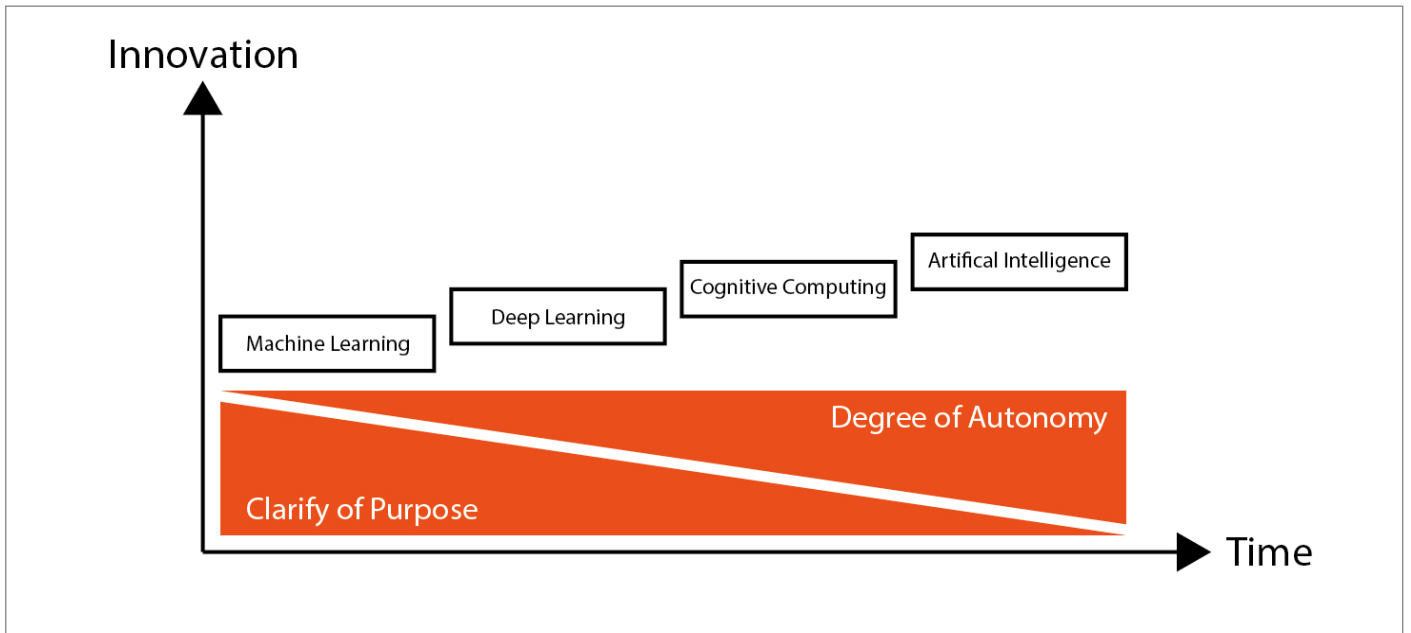 Innovation
Artifical Intelligence
Cognitive Computing
Deep Learning
Machine Learning
Degree of Autonomy
Clarify of Purpose
Time